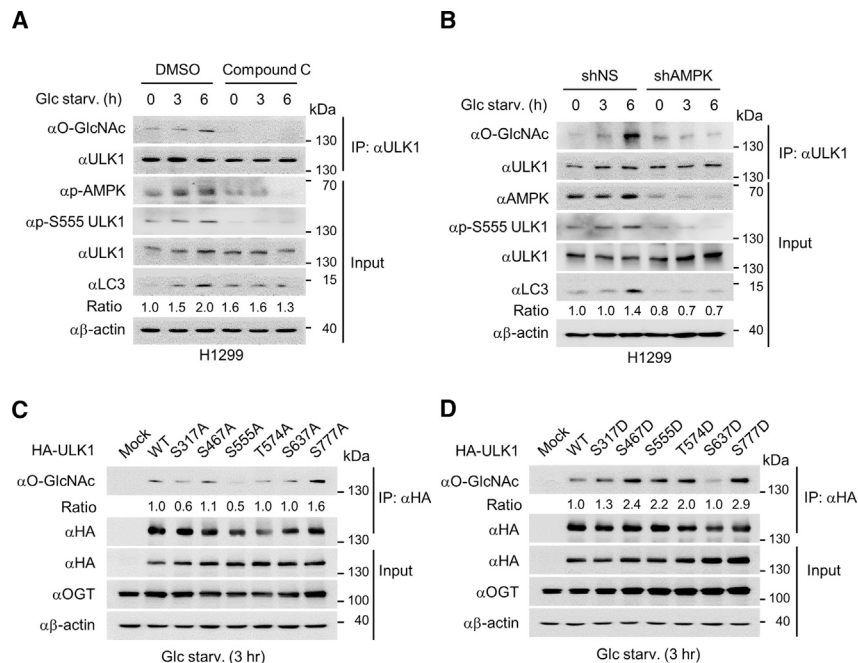 A
DMSO Compound C
Glc starv. (h) 0 3 6 0 3 6 kDa
αO-GlcNAc 130
αULK1 130
IP: αULK1
αp-AMPK 70
αp-S555 ULK1 130
αULK1 130
αLC3 15
Ratio 1.0 1.5 2.0 1.6 1.6 1.3
αβ-actin 40
Input
H1299
B
shNS shAMPK
Glc starv. (h) 0 3 6 0 3 6 kDa
αO-GlcNAc 130
αULK1 130
IP: αULK1
αAMPK 70
αp-S555 ULK1 130
αULK1 130
αLC3 15
Ratio 1.0 1.0 1.4 0.8 0.7 0.7
αβ-actin 40
Input
H1299
C
HA-ULK1 Mock WT S317A S467A S555A T574A S637A S777A kDa
αO-GlcNAc 130
Ratio 1.0 0.6 1.1 0.5 1.0 1.0 1.6
αHA 130
IP: αHA
αHA 130
αOGT 100
αβ-actin 40
Input
Glc starv. (3 hr)
D
HA-ULK1 Mock WT S317D S467D S555D T574D S637D S777D kDa
αO-GlcNAc 130
Ratio 1.0 1.3 2.4 2.2 2.0 1.0 2.9
αHA 130
IP: αHA
αHA 130
αOGT 100
αβ-actin 40
Input
Glc starv. (3 hr)